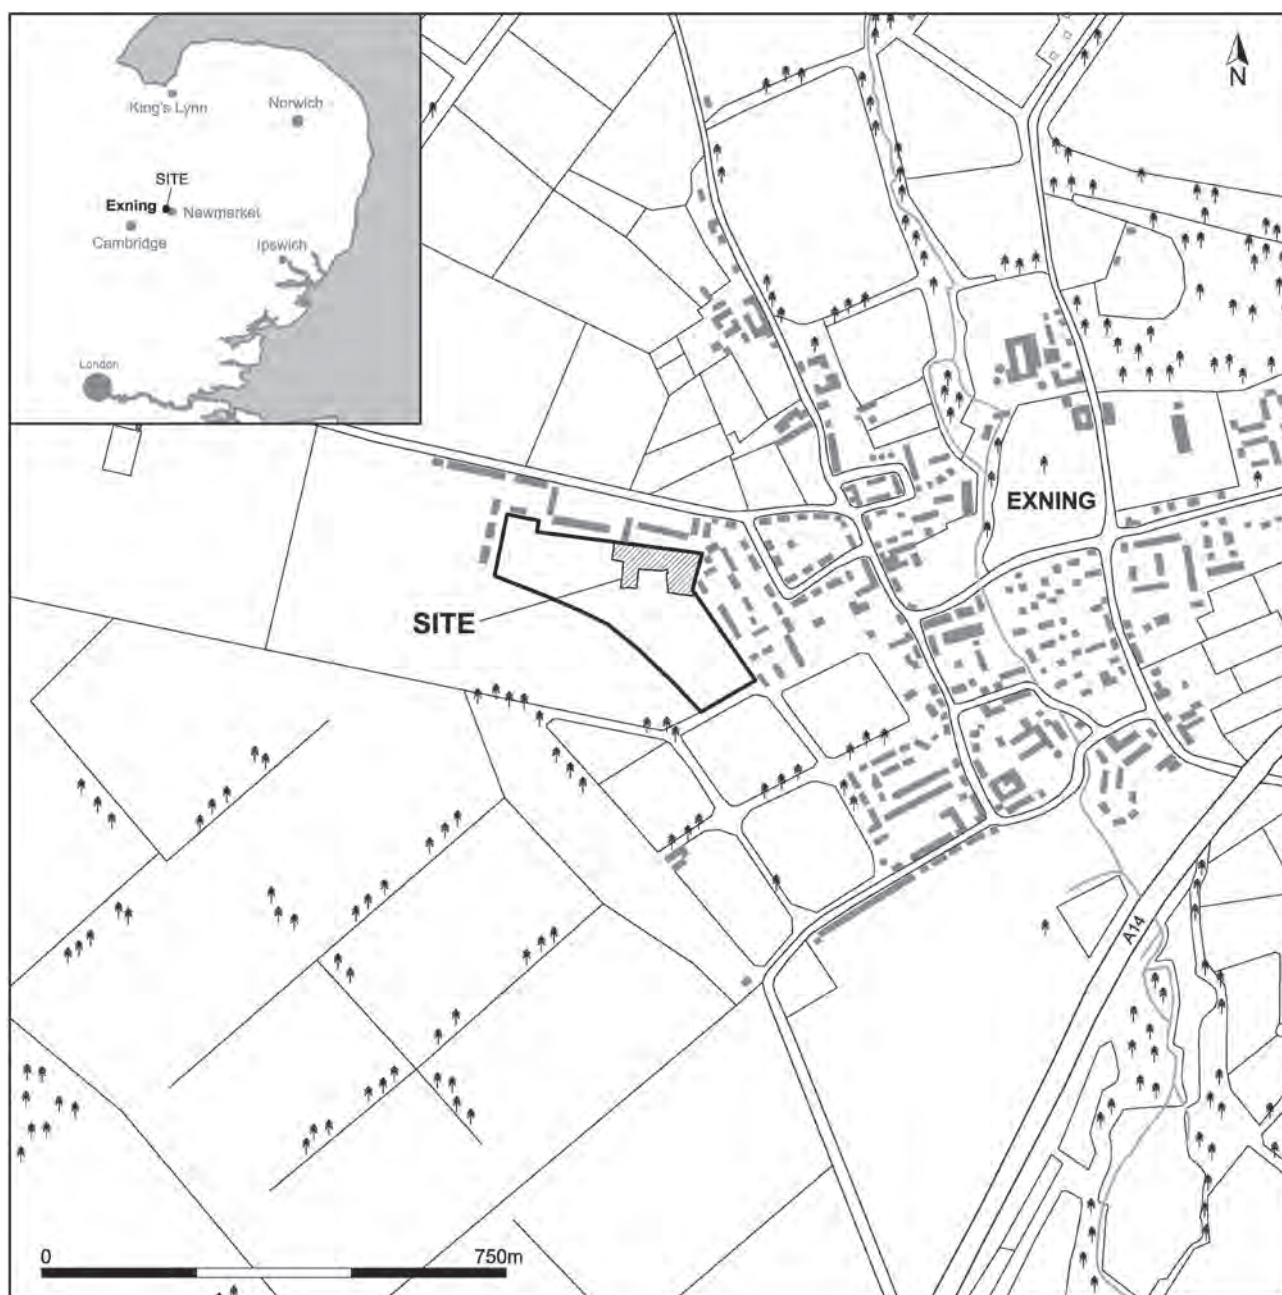 N
King's Lynn
Norwich
SITE
Exning
Newmarket
Cambridge
Ipswich
London
EXNING
SITE
A14
0 750m